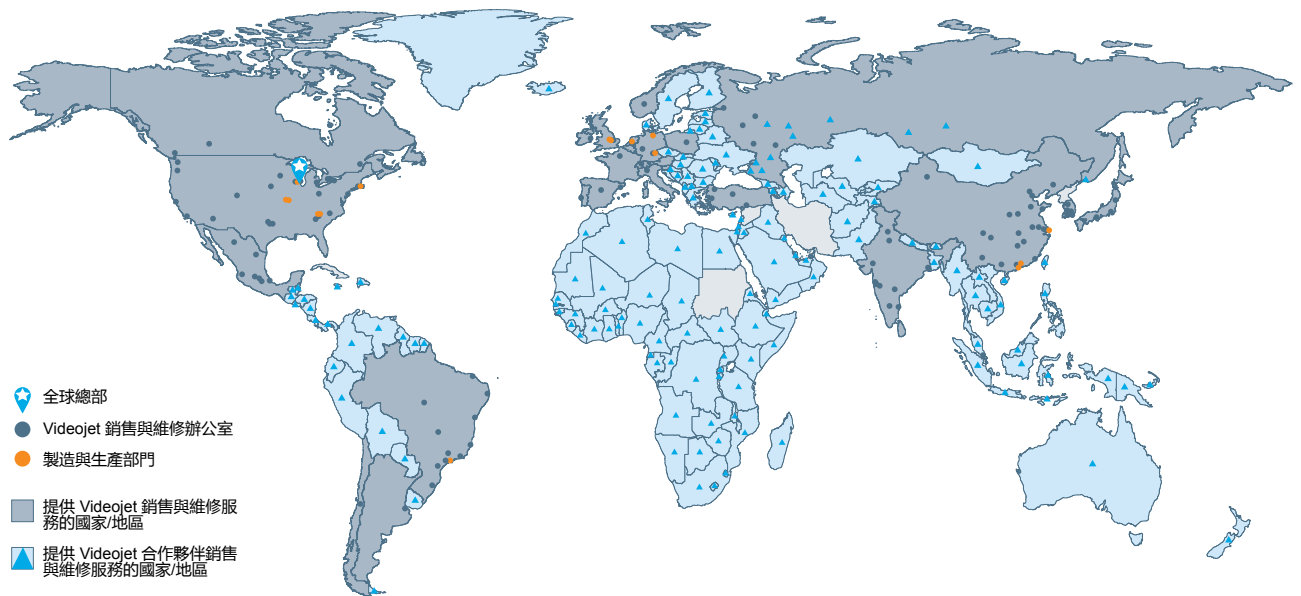 全球總部
Videojet 銷售與維修辦公室
製造與生產部門
提供 Videojet 銷售與維修服
務的國家/地區
提供 Videojet 合作夥伴銷售
與維修服務的國家/地區